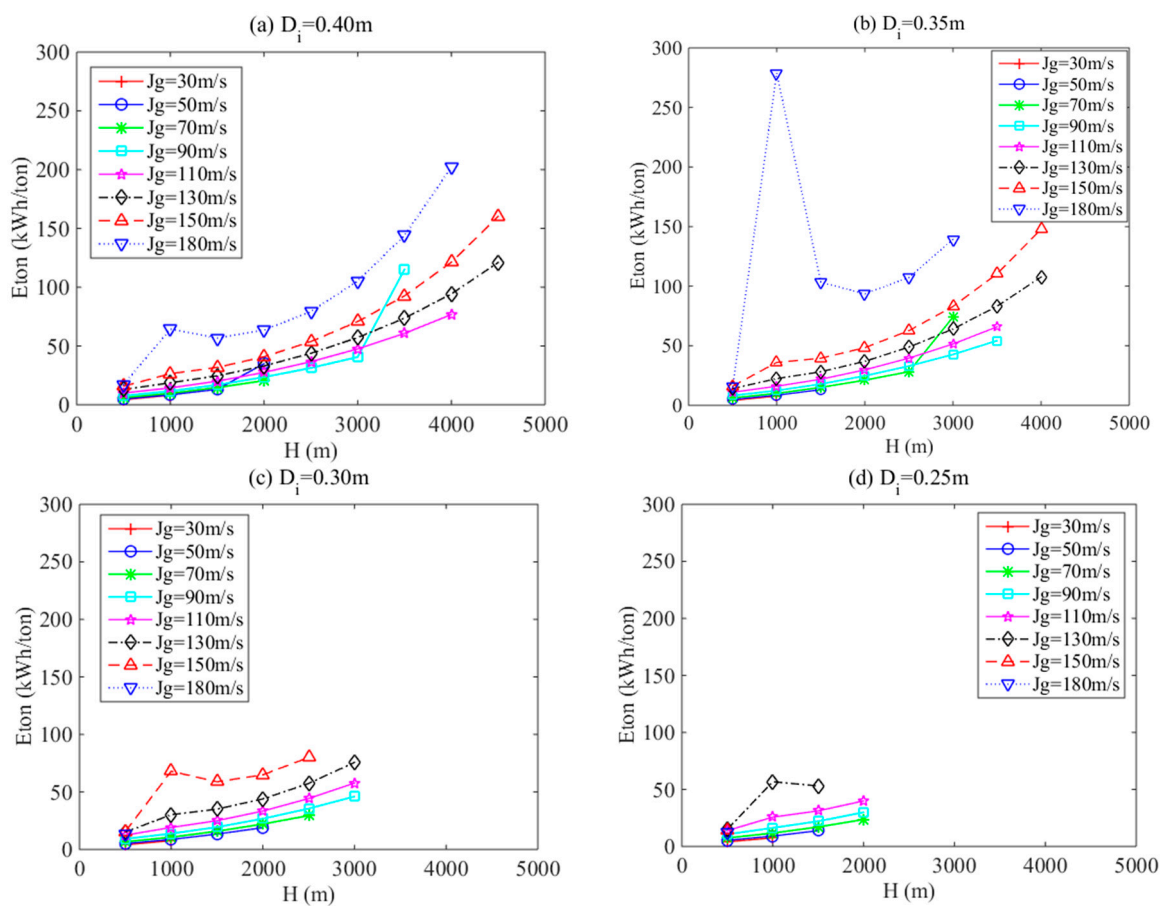 (a) D_i=0.40m
300
250
200
150
100
50
0
Eton (kWh/ton)
Jg=30m/s
Jg=50m/s
Jg=70m/s
Jg=90m/s
Jg=110m/s
Jg=130m/s
Jg=150m/s
Jg=180m/s
0 1000 2000 3000 4000 5000
H (m)
(b) D_i=0.35m
300
250
200
150
100
50
0
Eton (kWh/ton)
Jg=30m/s
Jg=50m/s
Jg=70m/s
Jg=90m/s
Jg=110m/s
Jg=130m/s
Jg=150m/s
Jg=180m/s
0 1000 2000 3000 4000 5000
H (m)
(c) D_i=0.30m
300
250
200
150
100
50
0
Eton (kWh/ton)
Jg=30m/s
Jg=50m/s
Jg=70m/s
Jg=90m/s
Jg=110m/s
Jg=130m/s
Jg=150m/s
Jg=180m/s
0 1000 2000 3000 4000 5000
H (m)
(d) D_i=0.25m
300
250
200
150
100
50
0
Eton (kWh/ton)
Jg=30m/s
Jg=50m/s
Jg=70m/s
Jg=90m/s
Jg=110m/s
Jg=130m/s
Jg=150m/s
Jg=180m/s
0 1000 2000 3000 4000 5000
H (m)